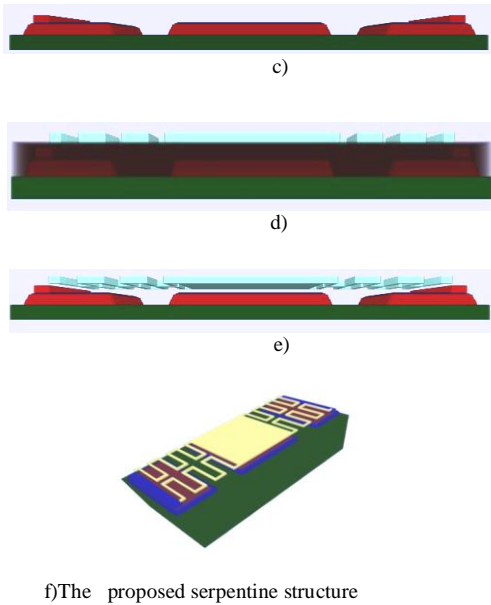 c)
d)
e)
f)The proposed serpentine structure